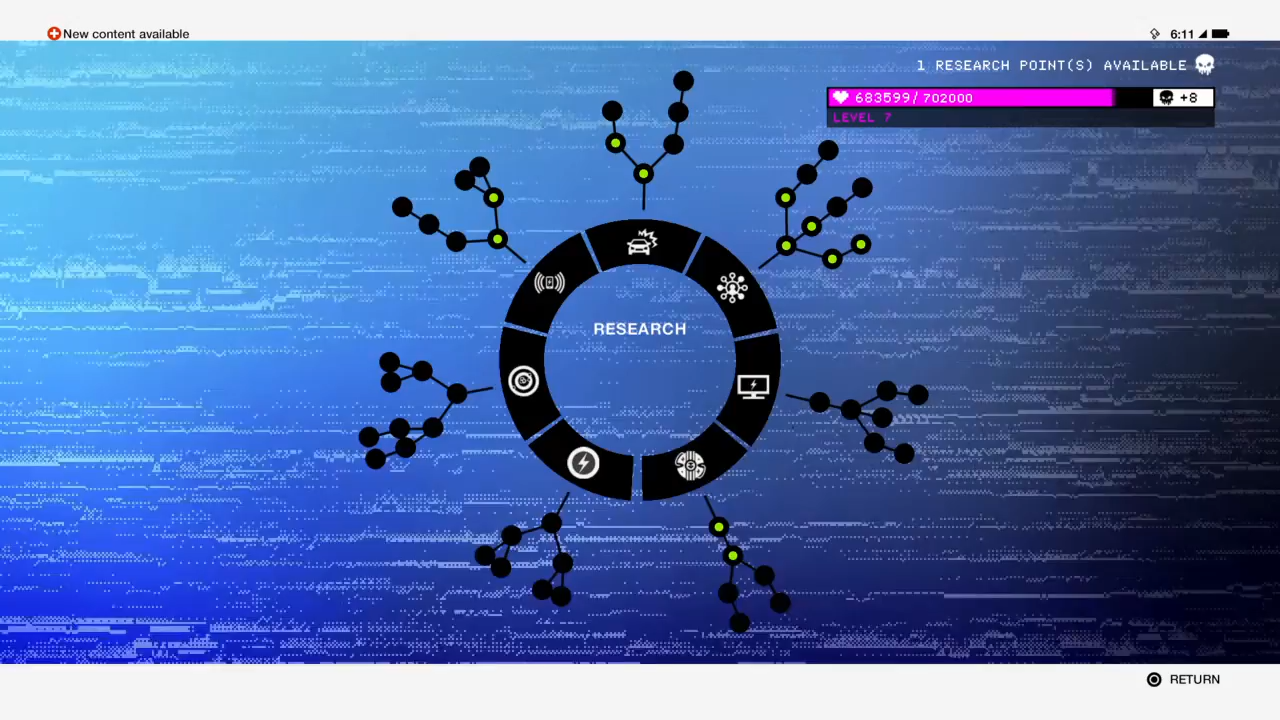 New content available
6:11
1 RESEARCH POINT(S) AVAILABLE
683599/702000
+8
LEVEL 7
RESEARCH
RETURN